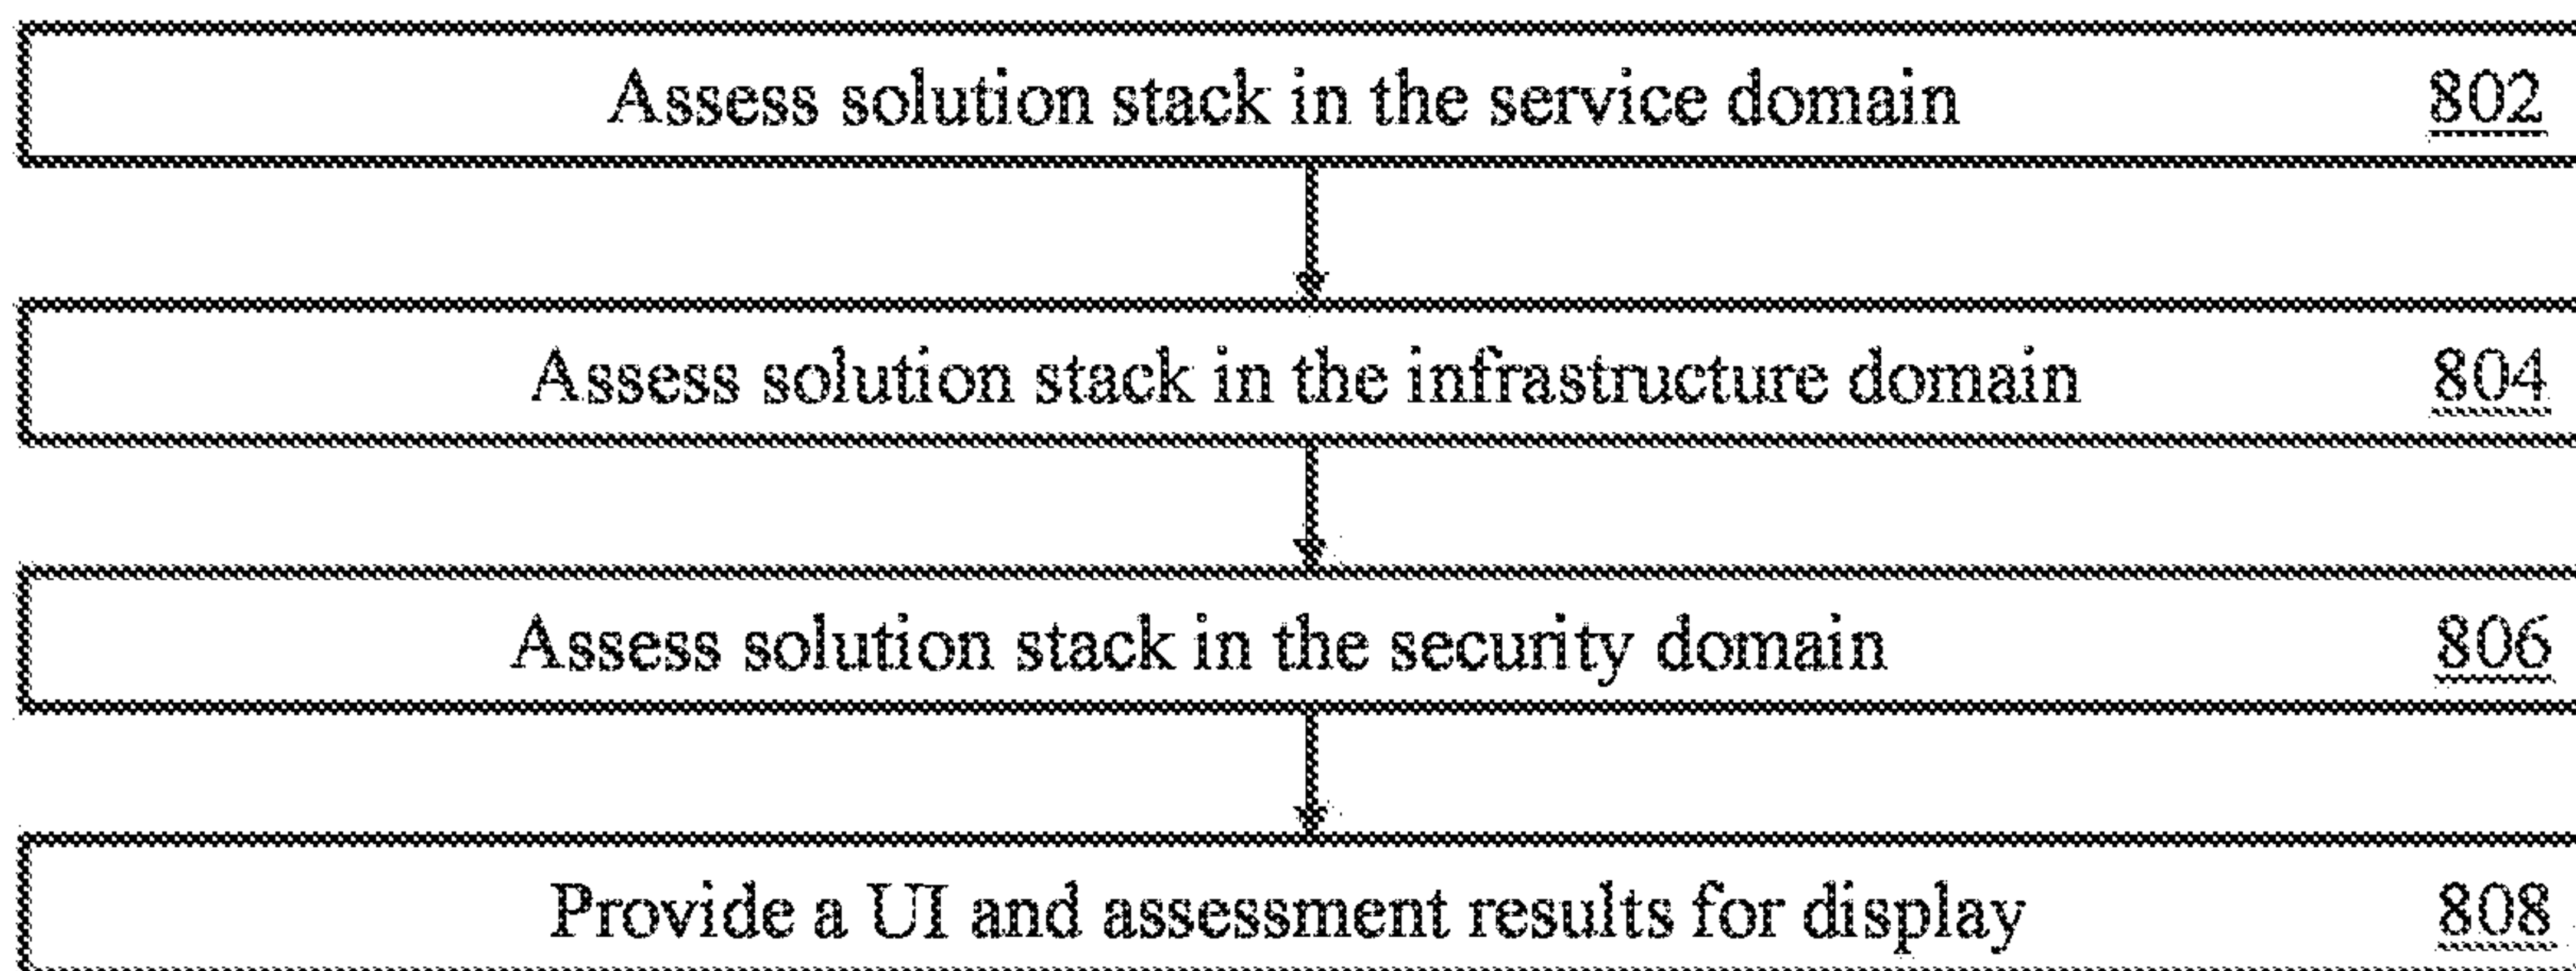 Assess solution stack in the service domain 802
Assess solution stack in the infrastructure domain 804
Assess solution stack in the security domain 806
Provide a UI and assessment results for display 808